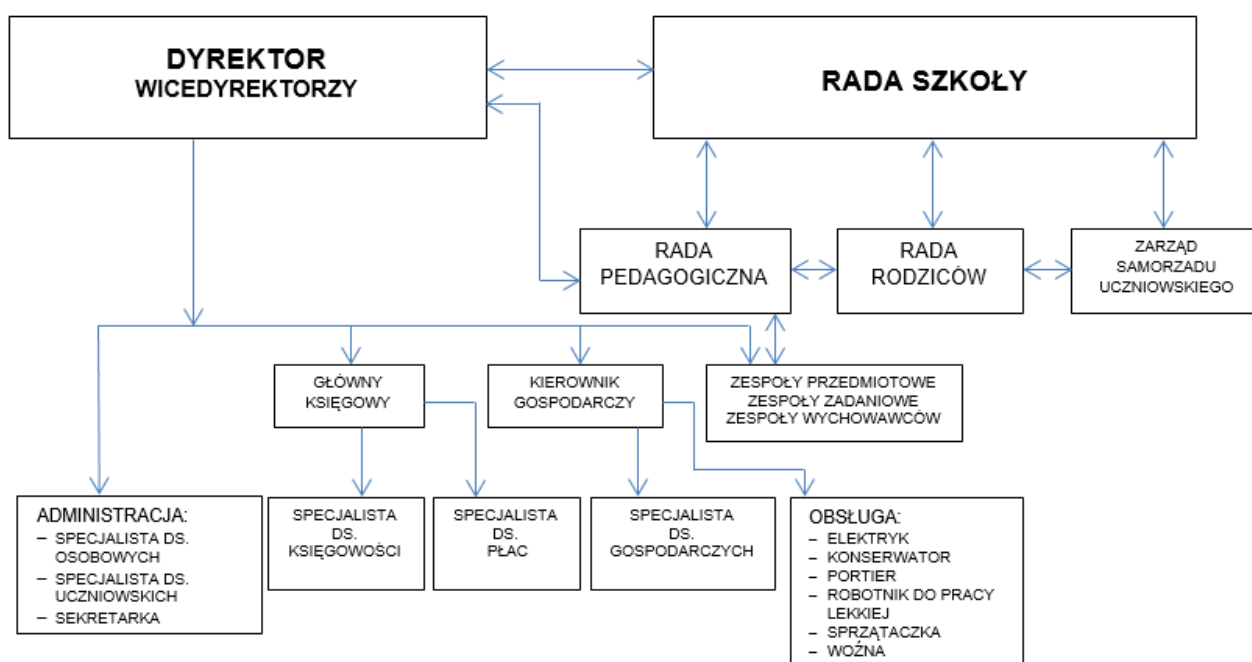 DYREKTOR
WICEDYREKTORZY
RADA SZKOŁY
RADA
PEDAGOGICZNA
RADA
RODZICÓW
ZARZĄD
SAMORZADU
UCZNIOWSKIEGO
GŁÓWNY
KSIĘGOWY
KIEROWNIK
GOSPODARCZY
ZESPOŁY PRZEDMIOTOWE
ZESPOŁY ZADANIOWE
ZESPOŁY WYCHOWAWCÓW
ADMINISTRACJA:
– SPECJALISTA DS.
OSOBOWYCH
– SPECJALISTA DS.
UCZNIOWSKICH
– SEKRETARKA
SPECJALISTA
DS.
KSIĘGOWOŚCI
SPECJALISTA
DS.
PŁAC
SPECJALISTA
DS.
GOSPODARCZYCH
OBSŁUGA:
– ELEKTRYK
– KONSERWATOR
– PORTIER
– ROBOTNIK DO PRACY
LEKKIEJ
– SPRZĄTACZKA
– WOŹNA